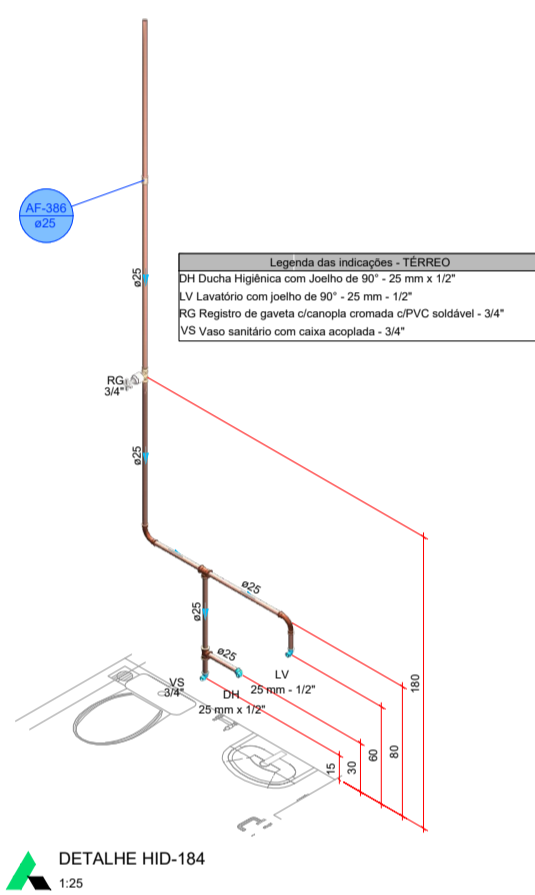 AF-386
ø25
ø25
Legenda das indicações - TÉRREO
DH Ducha Higiênica com Joelho de 90° - 25 mm x 1/2"
LV Lavatório com joelho de 90° - 25 mm - 1/2"
RG Registro de gaveta c/canopla cromada c/PVC soldável - 3/4"
VS Vaso sanitário com caixa acoplada - 3/4"
RG
3/4"
ø25
ø25
ø25
ø25
VS
3/4"
LV
25 mm - 1/2"
DH
25 mm x 1/2"
180
80
60
30
15
DETALHE HID-184
1:25